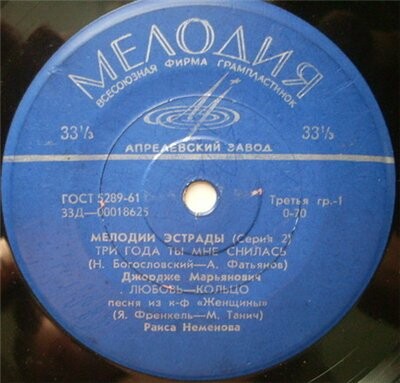 МЕЛОДИЯ
ВСЕСОЮЗНАЯ ФИРМА ГРАМПЛАСТИНОК
33⅓ 33⅓
АПРЕЛЕВСКИЙ ЗАВОД
ГОСТ 5289-61 Третья гр.-1
33Д—00018625 0-70
МЕЛОДИИ ЭСТРАДЫ (Серия 2)
ТРИ ГОДА ТЫ МНЕ СНИЛАСЬ
(Н. Богословский—А. Фатьянов)
Джордже Марьянович
ЛЮБОВЬ—КОЛЬЦО
песня из к-ф «Женщины»
(Я. Френкель—М. Танич)
Раиса Неменова